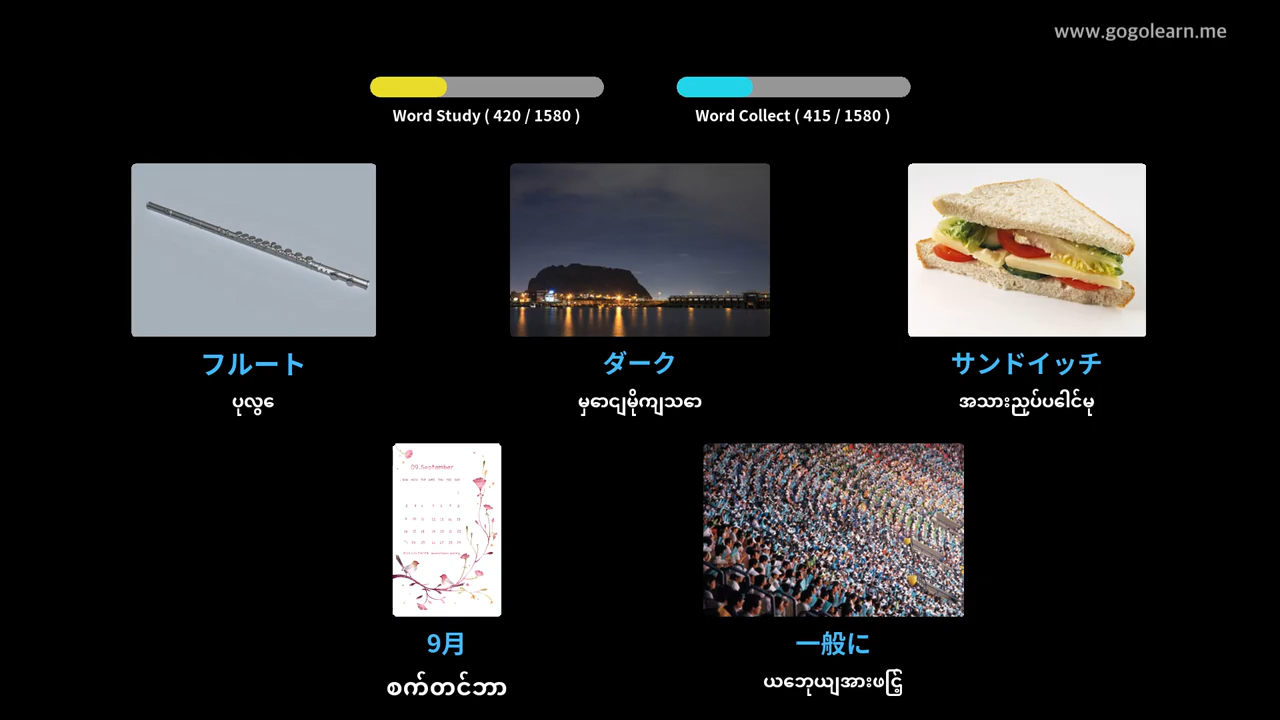 www.gogolearn.me
Word Study ( 420 / 1580 )
Word Collect ( 415 / 1580 )
フルート
ダーク
サンドイッチ
ပုလွေ
မှောငျမိုကျသော
အသားညှပ်ပေါင်မု
09.September
9月
一般に
စက်တင်ဘာ
ယဘေုယျအားဖငြ့်